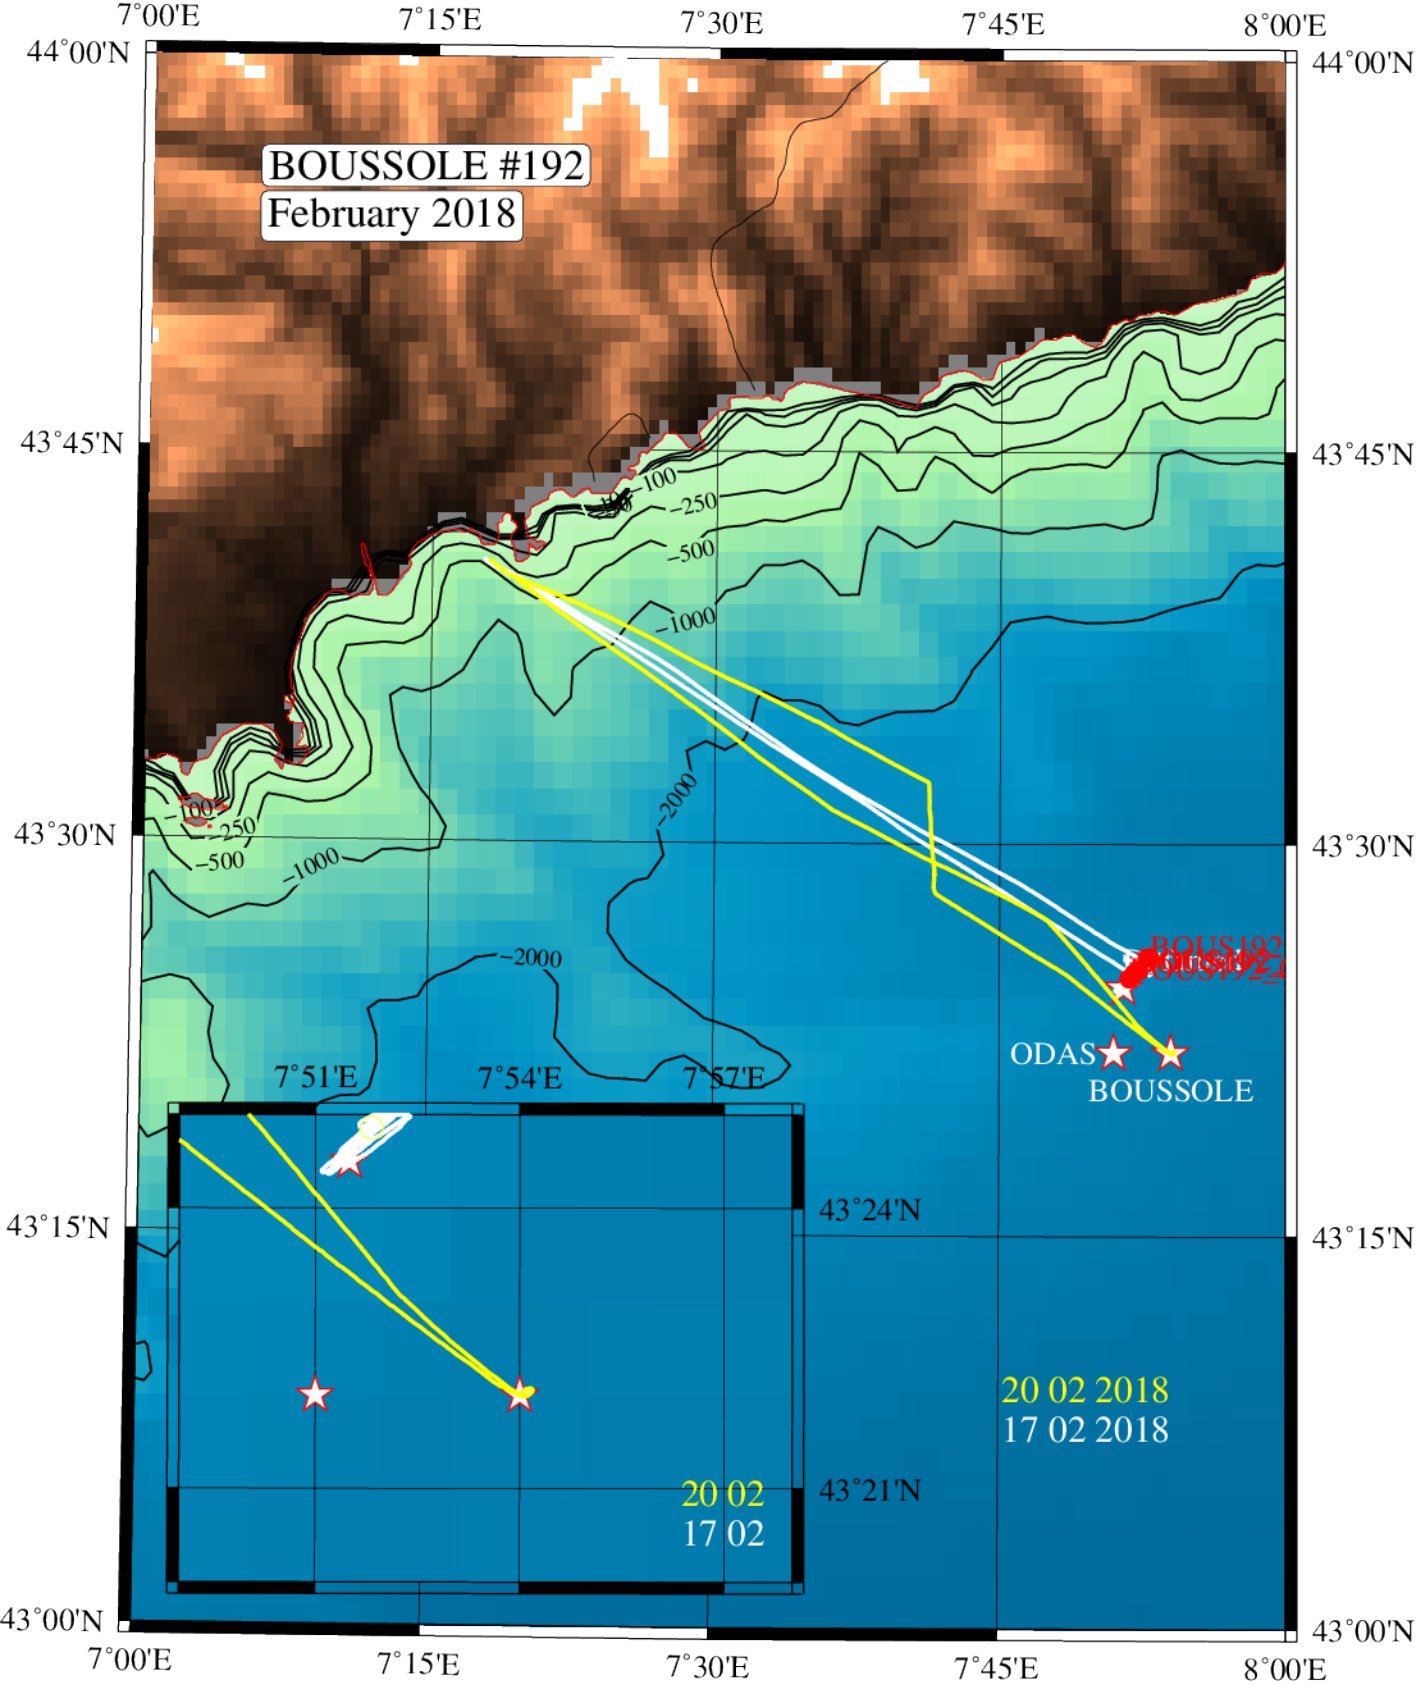 7°00'E 7°15'E 7°30'E 7°45'E 8°00'E
44°00'N 44°00'N
BOUSSOLE #192
February 2018
43°45'N 43°45'N
−100
−250
−500
−1000
−2000
−100
−250
−500
−1000
43°30'N 43°30'N
−2000
BOUS192
ODAS
BOUSSOLE
7°51'E 7°54'E 7°57'E
43°24'N
43°15'N 43°15'N
20 02 2018
17 02 2018
43°21'N
20 02
17 02
43°00'N 43°00'N
7°00'E 7°15'E 7°30'E 7°45'E 8°00'E